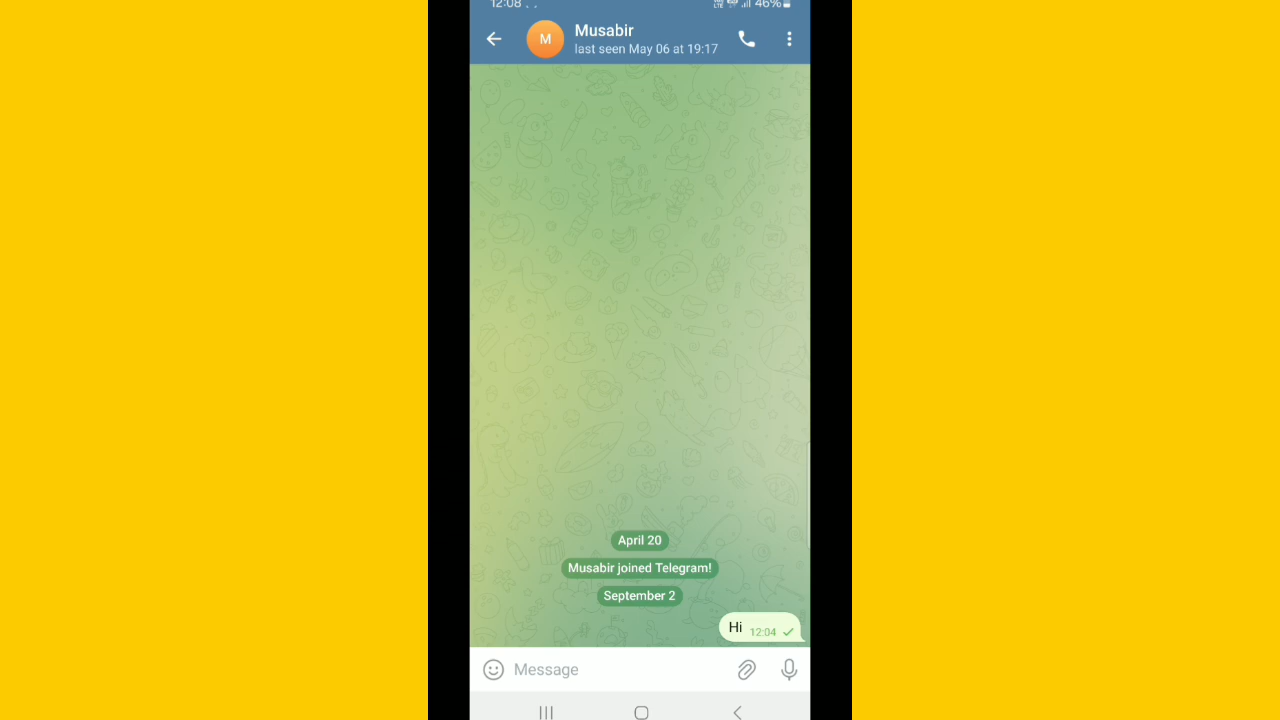 12:08
46%
M
Musabir
last seen May 06 at 19:17
April 20
Musabir joined Telegram!
September 2
Hi 12:04
Message